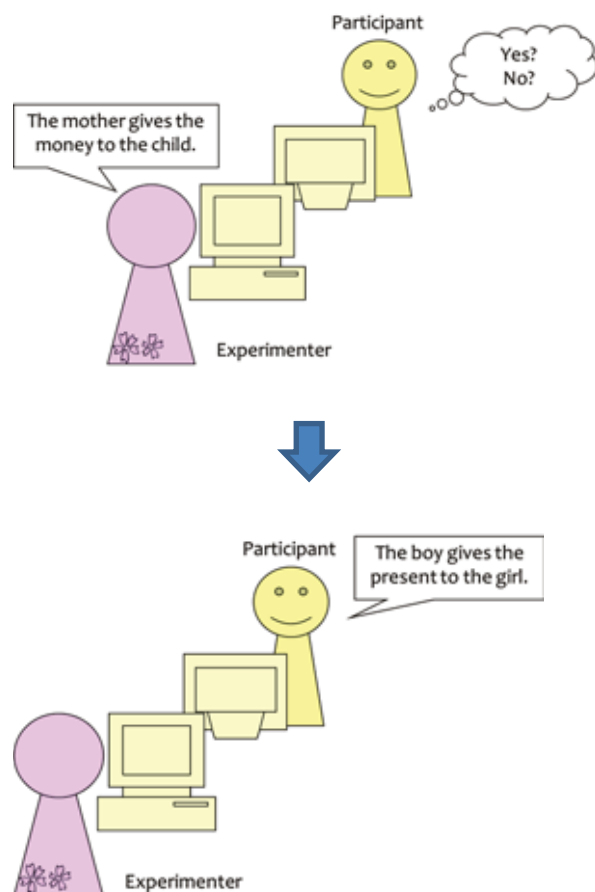 Participant
Yes?
No?
The mother gives the
money to the child.
Experimenter
Participant
The boy gives the
present to the girl.
Experimenter